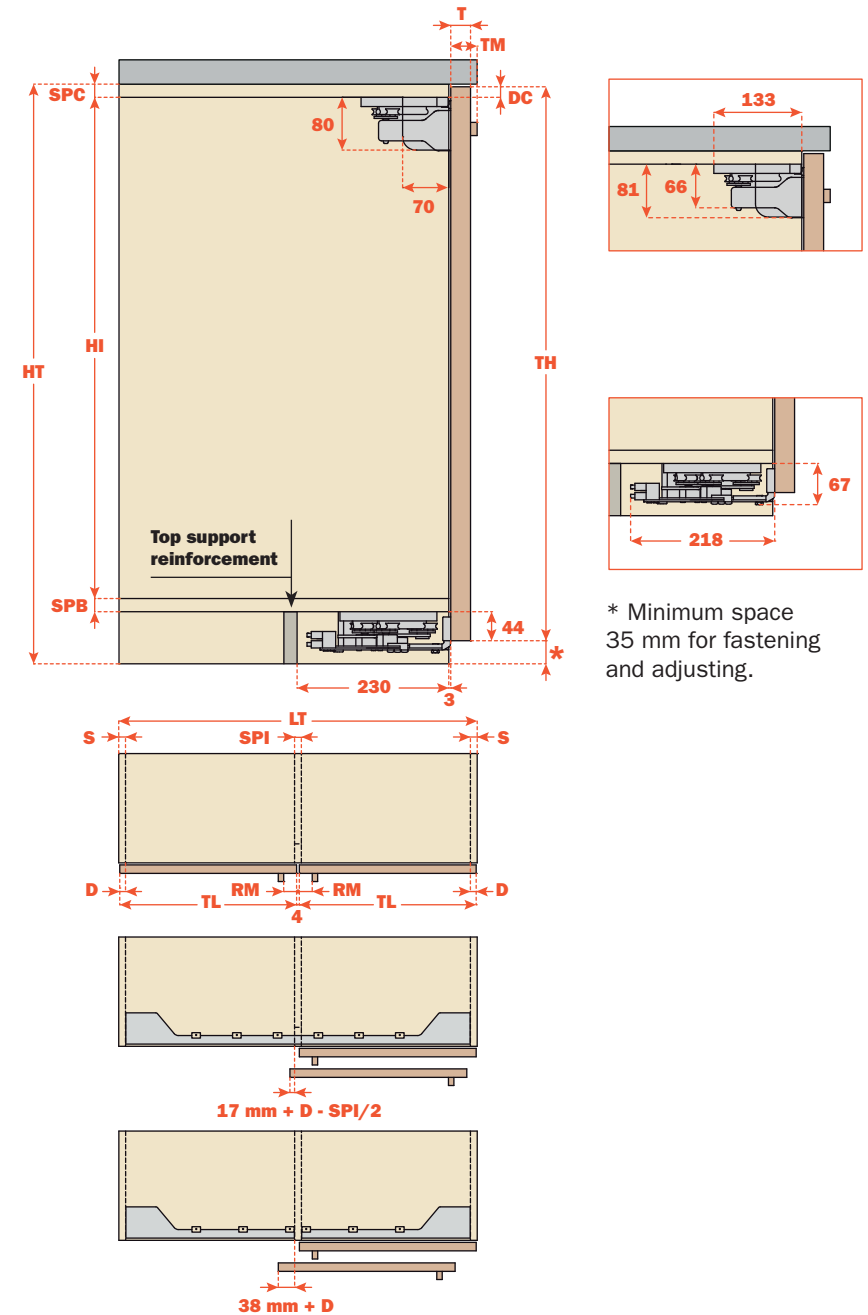 T
TM
SPC
DC
80
70
HI
HT
TH
Top support
reinforcement
SPB
44
*
230
3
133
81
66
67
218
* Minimum space
35 mm for fastening
and adjusting.
LT
S
SPI
S
D
RM
RM
D
TL
TL
4
17 mm + D - SPI/2
38 mm + D